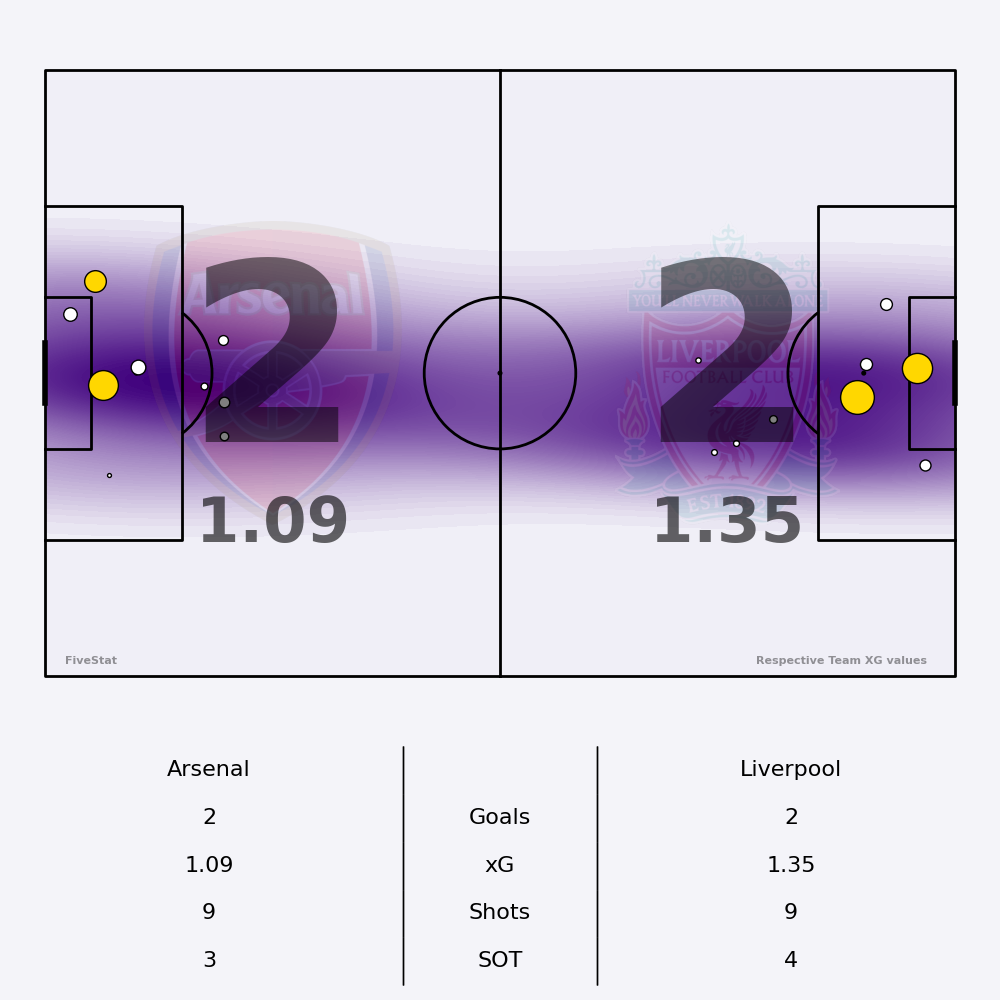 Arsenal
2
1.09
YOU'LL NEVER WALK ALONE
LIVERPOOL
FOOTBALL CLUB
2
EST
1.35
FiveStat
Respective Team XG values
Arsenal Liverpool
2 Goals 2
1.09 xG 1.35
9 Shots 9
3 SOT 4